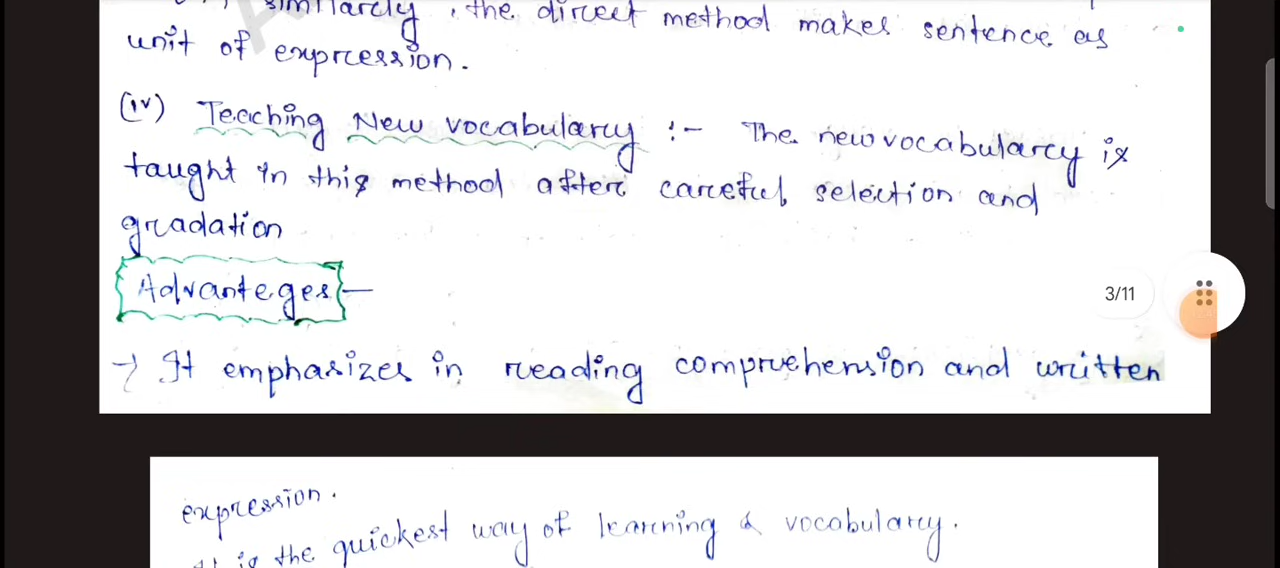 similarly, the direct method makes sentence as
unit of expression.
(iv) Teaching New vocabulary :- The new vocabulary is
taught in this method after careful selection and
gradation
Advanteges -
3/11
→ It emphasizes in reading comprehension and written
expression.
It is the quickest way of learning a vocabulary.